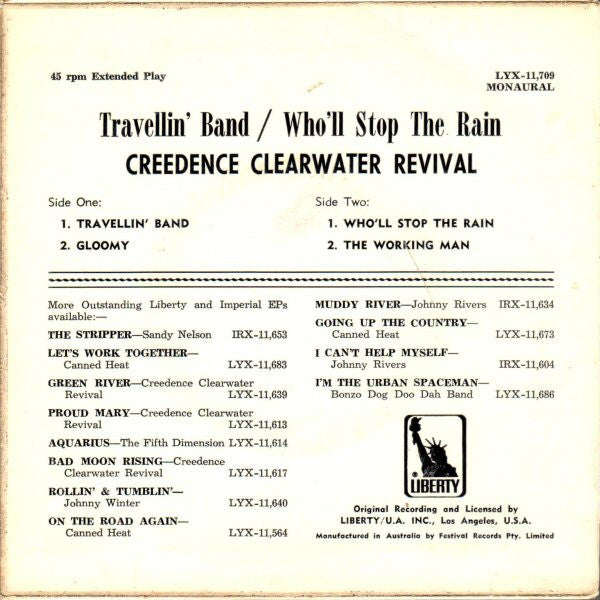 45 rpm Extended Play
LYX-11,709
MONAURAL
Travellin' Band / Who'll Stop The Rain
CREEDENCE CLEARWATER REVIVAL
Side One:
1. TRAVELLIN' BAND
2. GLOOMY
Side Two:
1. WHO'LL STOP THE RAIN
2. THE WORKING MAN
More Outstanding Liberty and Imperial EPs
available:—
THE STRIPPER—Sandy Nelson IRX-11,653
LET'S WORK TOGETHER—
Canned Heat LYX-11,683
GREEN RIVER—Creedence Clearwater
Revival LYX-11,639
PROUD MARY—Creedence Clearwater
Revival LYX-11,613
AQUARIUS—The Fifth Dimension LYX-11,614
BAD MOON RISING—Creedence
Clearwater Revival LYX-11,617
ROLLIN' & TUMBLIN'—
Johnny Winter LYX-11,640
ON THE ROAD AGAIN—
Canned Heat LYX-11,564
MUDDY RIVER—Johnny Rivers IRX-11,634
GOING UP THE COUNTRY—
Canned Heat LYX-11,673
I CAN'T HELP MYSELF—
Johnny Rivers IRX-11,604
I'M THE URBAN SPACEMAN—
Bonzo Dog Doo Dah Band LYX-11,686
® LIBERTY
Original Recording and Licensed by
LIBERTY/U.A. INC., Los Angeles, U.S.A.
Manufactured in Australia by Festival Records Pty. Limited